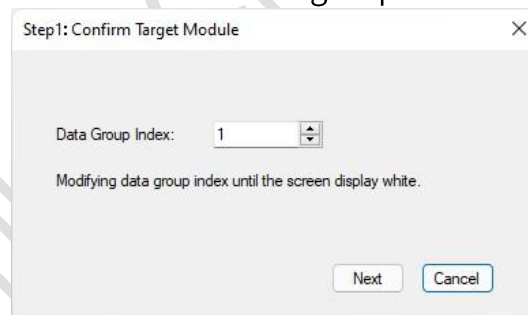 Step1: Confirm Target Module
Data Group Index: 1
Modifying data group index until the screen display white.
Next Cancel